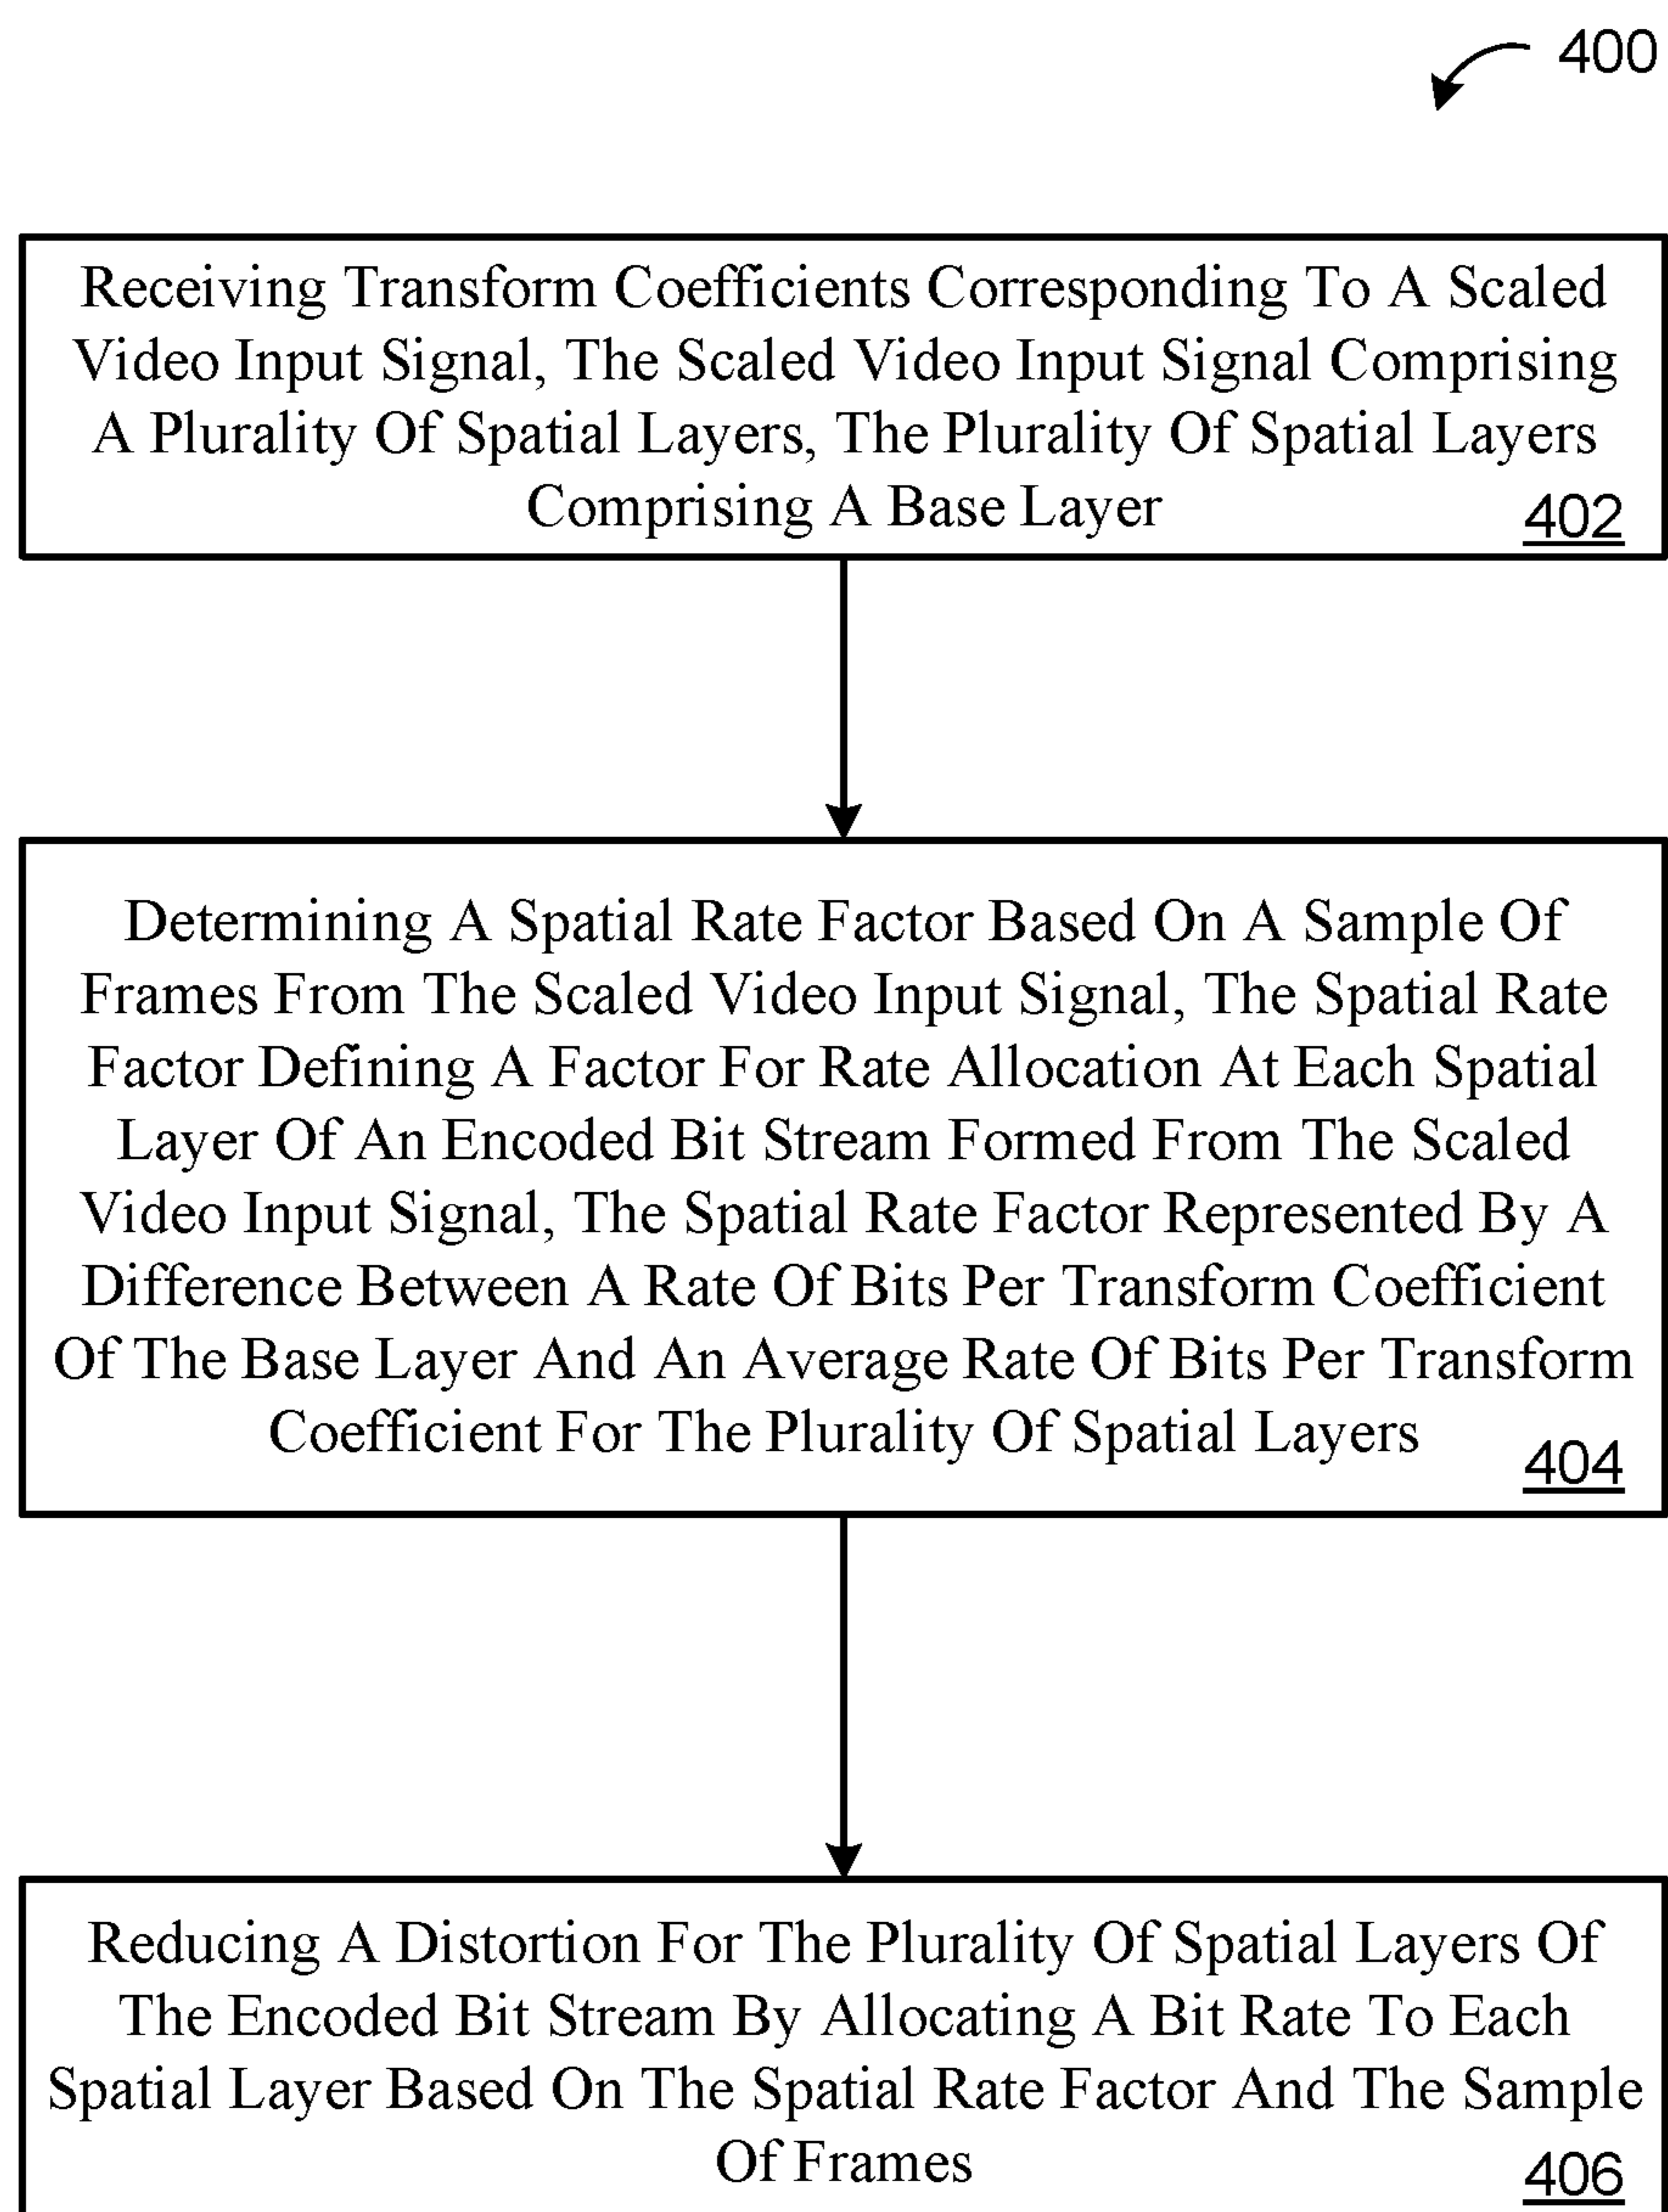 400
Receiving Transform Coefficients Corresponding To A Scaled
Video Input Signal, The Scaled Video Input Signal Comprising
A Plurality Of Spatial Layers, The Plurality Of Spatial Layers
Comprising A Base Layer
402
Determining A Spatial Rate Factor Based On A Sample Of
Frames From The Scaled Video Input Signal, The Spatial Rate
Factor Defining A Factor For Rate Allocation At Each Spatial
Layer Of An Encoded Bit Stream Formed From The Scaled
Video Input Signal, The Spatial Rate Factor Represented By A
Difference Between A Rate Of Bits Per Transform Coefficient
Of The Base Layer And An Average Rate Of Bits Per Transform
Coefficient For The Plurality Of Spatial Layers
404
Reducing A Distortion For The Plurality Of Spatial Layers Of
The Encoded Bit Stream By Allocating A Bit Rate To Each
Spatial Layer Based On The Spatial Rate Factor And The Sample
Of Frames
406